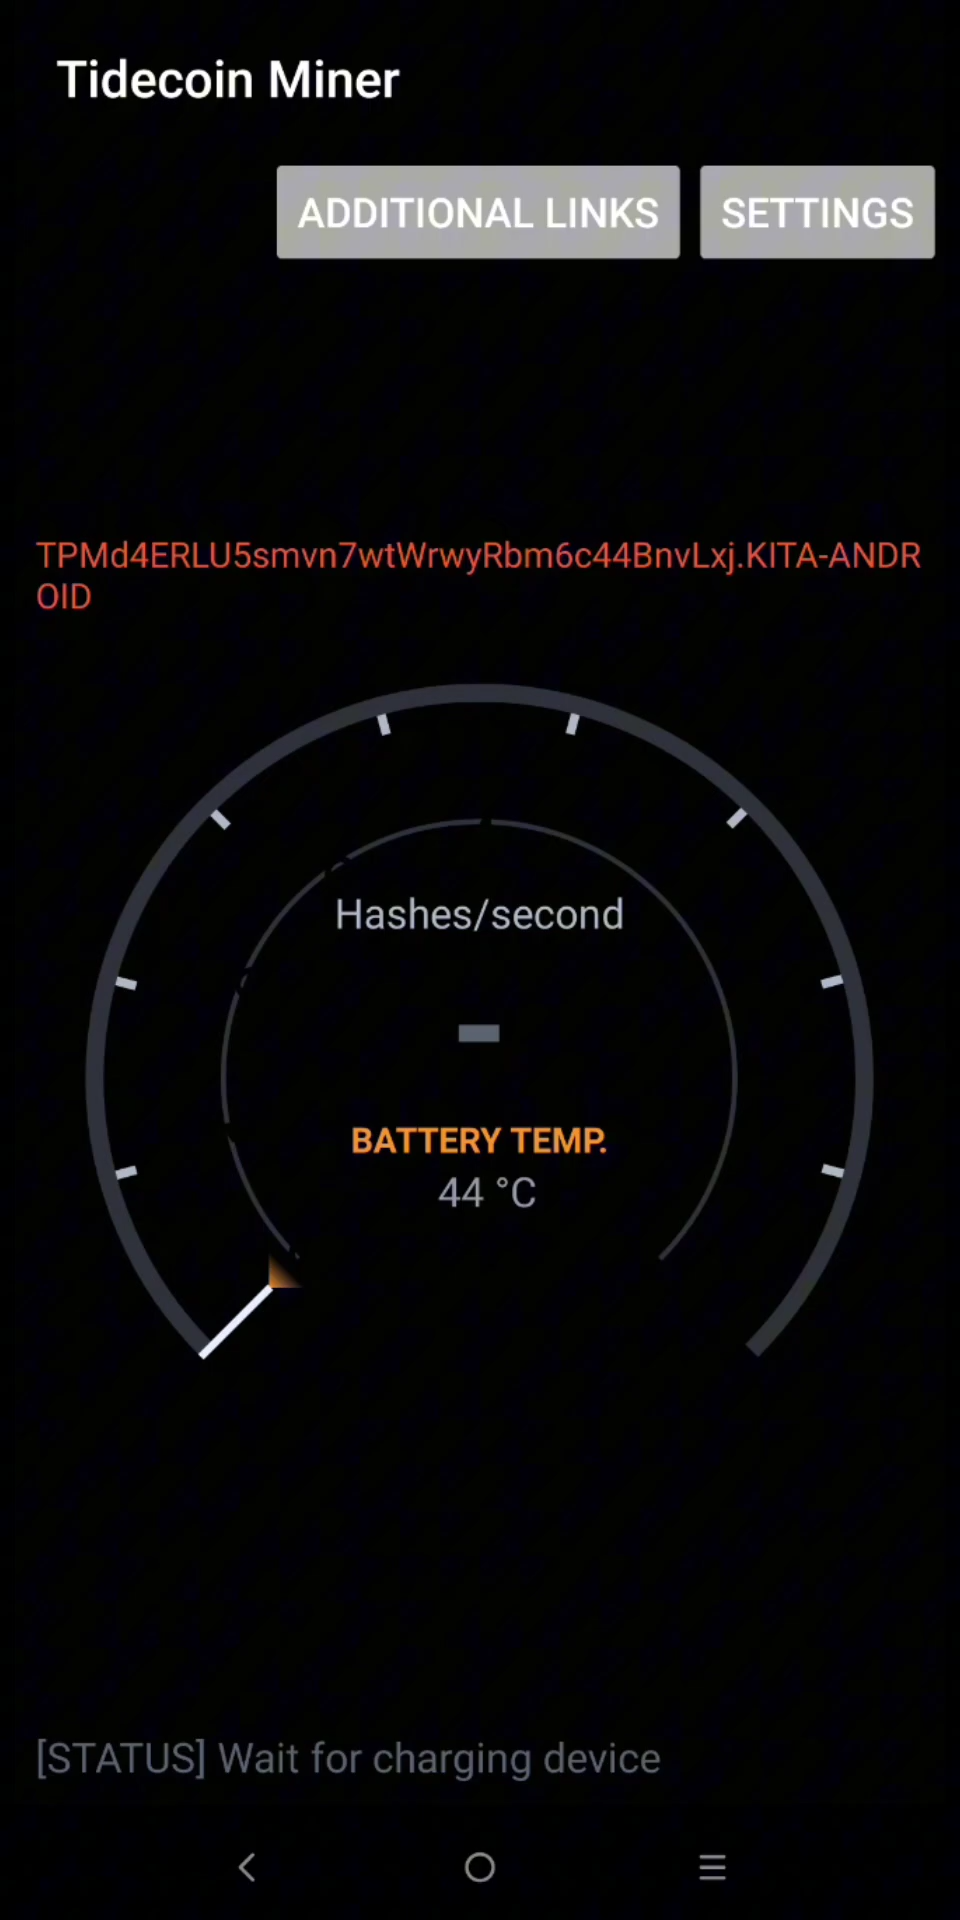 Tidecoin Miner
ADDITIONAL LINKS SETTINGS
TPMd4ERLU5smvn7wtWrwyRbm6c44BnvLxj.KITA-ANDR
OID
Hashes/second
-
BATTERY TEMP.
44 °C
[STATUS] Wait for charging device